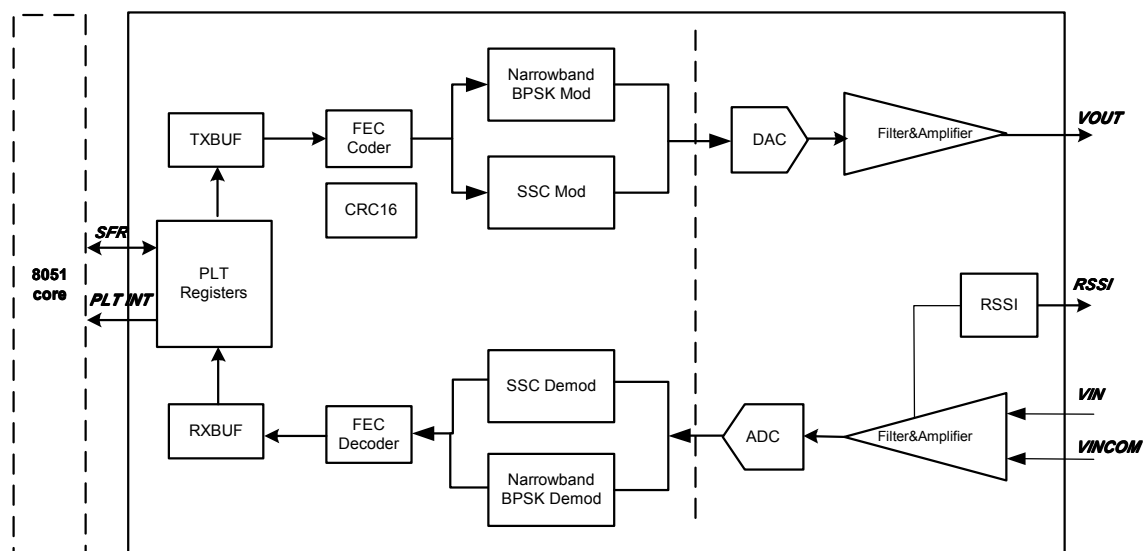 Narrowband
BPSK Mod
TXBUF
FEC
Coder
DAC
Filter&Amplifier
VOUT
SSC Mod
CRC16
SFR
8051
core
PLT
Registers
PLT INT
RSSI
RSSI
SSC Demod
VIN
RXBUF
FEC
Decoder
ADC
Filter&Amplifier
VINCOM
Narrowband
BPSK Demod